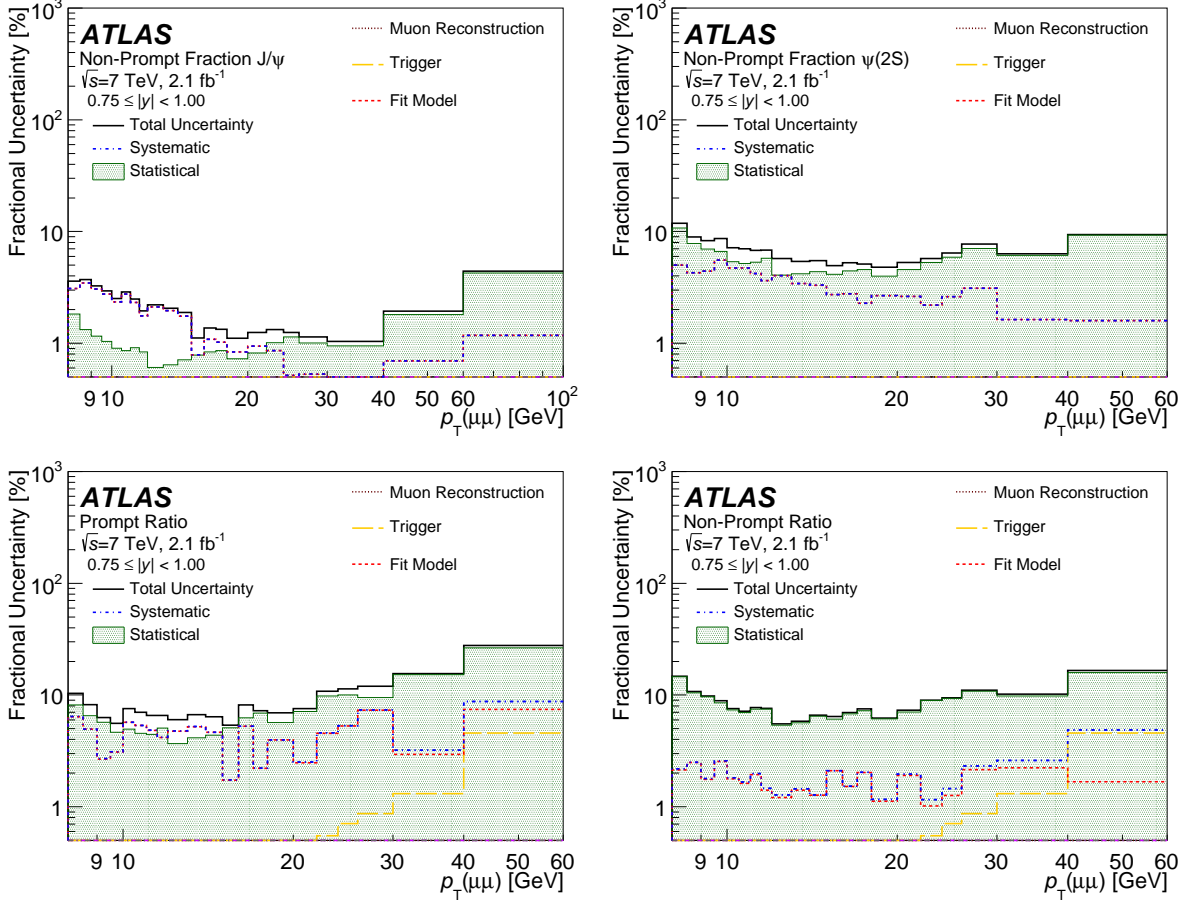 Fractional Uncertainty [%]
10³
10²
10
1
ATLAS
Non-Prompt Fraction J/ψ
√s=7 TeV, 2.1 fb⁻¹
0.75 ≤ |y| < 1.00
Total Uncertainty
Systematic
Statistical
Muon Reconstruction
Trigger
Fit Model
9 10 20 30 40 50 60 10²
p_T(μμ) [GeV]
Fractional Uncertainty [%]
10³
10²
10
1
ATLAS
Non-Prompt Fraction ψ(2S)
√s=7 TeV, 2.1 fb⁻¹
0.75 ≤ |y| < 1.00
Total Uncertainty
Systematic
Statistical
Muon Reconstruction
Trigger
Fit Model
9 10 20 30 40 50 60
p_T(μμ) [GeV]
Fractional Uncertainty [%]
10³
10²
10
1
ATLAS
Prompt Ratio
√s=7 TeV, 2.1 fb⁻¹
0.75 ≤ |y| < 1.00
Total Uncertainty
Systematic
Statistical
Muon Reconstruction
Trigger
Fit Model
9 10 20 30 40 50 60
p_T(μμ) [GeV]
Fractional Uncertainty [%]
10³
10²
10
1
ATLAS
Non-Prompt Ratio
√s=7 TeV, 2.1 fb⁻¹
0.75 ≤ |y| < 1.00
Total Uncertainty
Systematic
Statistical
Muon Reconstruction
Trigger
Fit Model
9 10 20 30 40 50 60
p_T(μμ) [GeV]